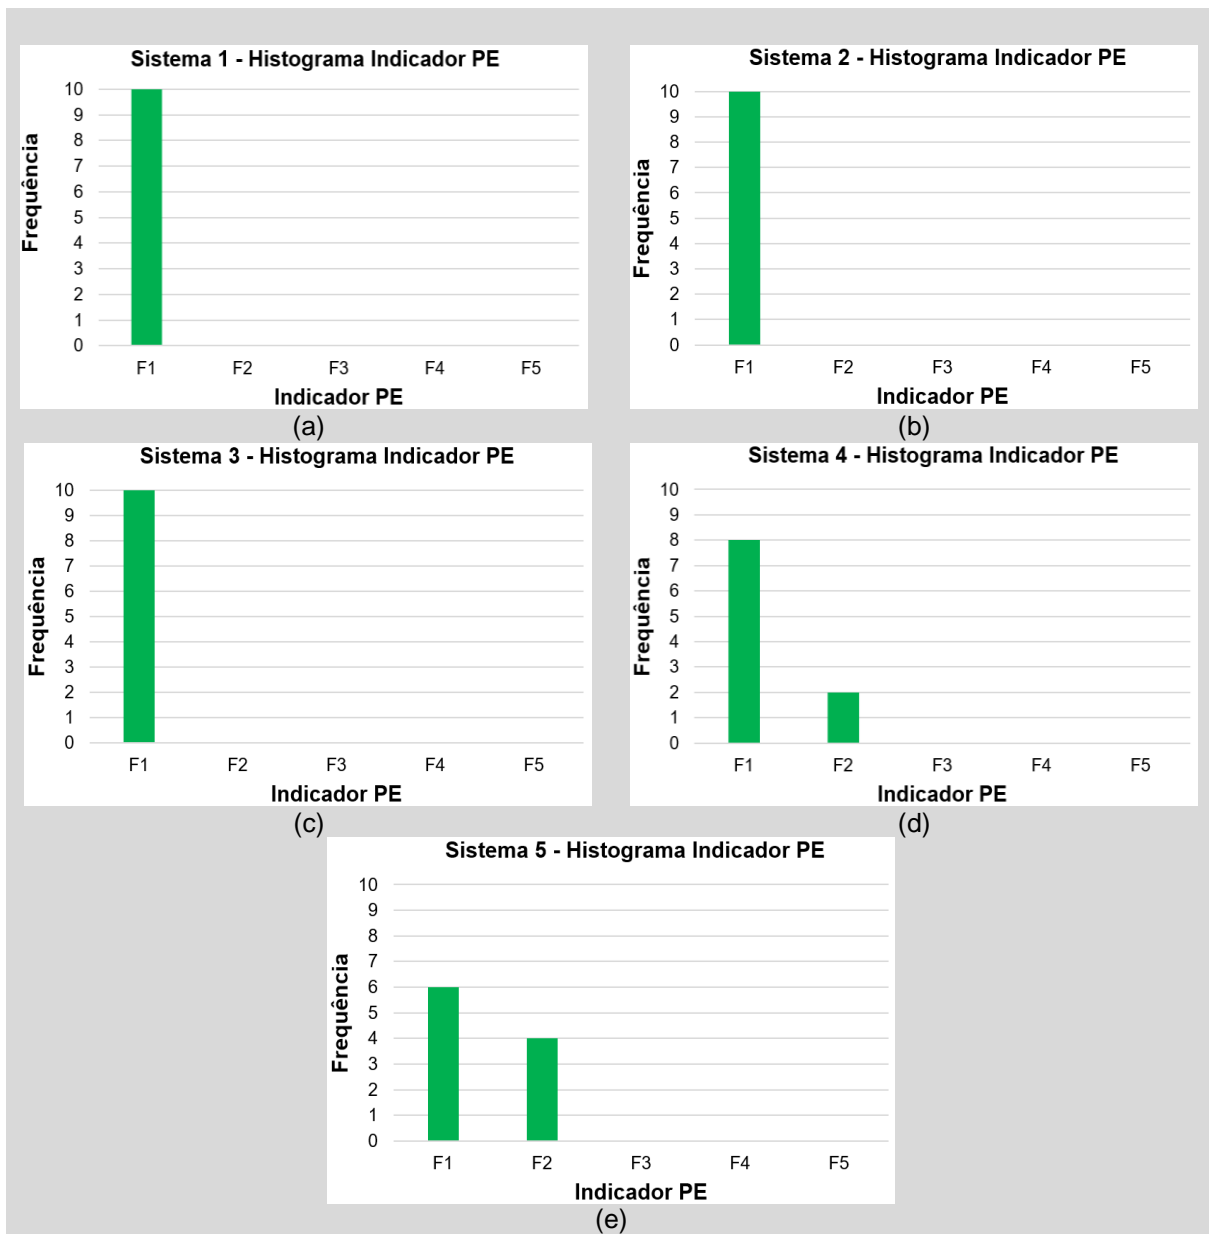 Sistema 1 - Histograma Indicador PE
10
9
8
7
6
5
4
3
2
1
0
Frequência
F1 F2 F3 F4 F5
Indicador PE
(a)
Sistema 2 - Histograma Indicador PE
10
9
8
7
6
5
4
3
2
1
0
Frequência
F1 F2 F3 F4 F5
Indicador PE
(b)
Sistema 3 - Histograma Indicador PE
10
9
8
7
6
5
4
3
2
1
0
Frequência
F1 F2 F3 F4 F5
Indicador PE
(c)
Sistema 4 - Histograma Indicador PE
10
9
8
7
6
5
4
3
2
1
0
Frequência
F1 F2 F3 F4 F5
Indicador PE
(d)
Sistema 5 - Histograma Indicador PE
10
9
8
7
6
5
4
3
2
1
0
Frequência
F1 F2 F3 F4 F5
Indicador PE
(e)